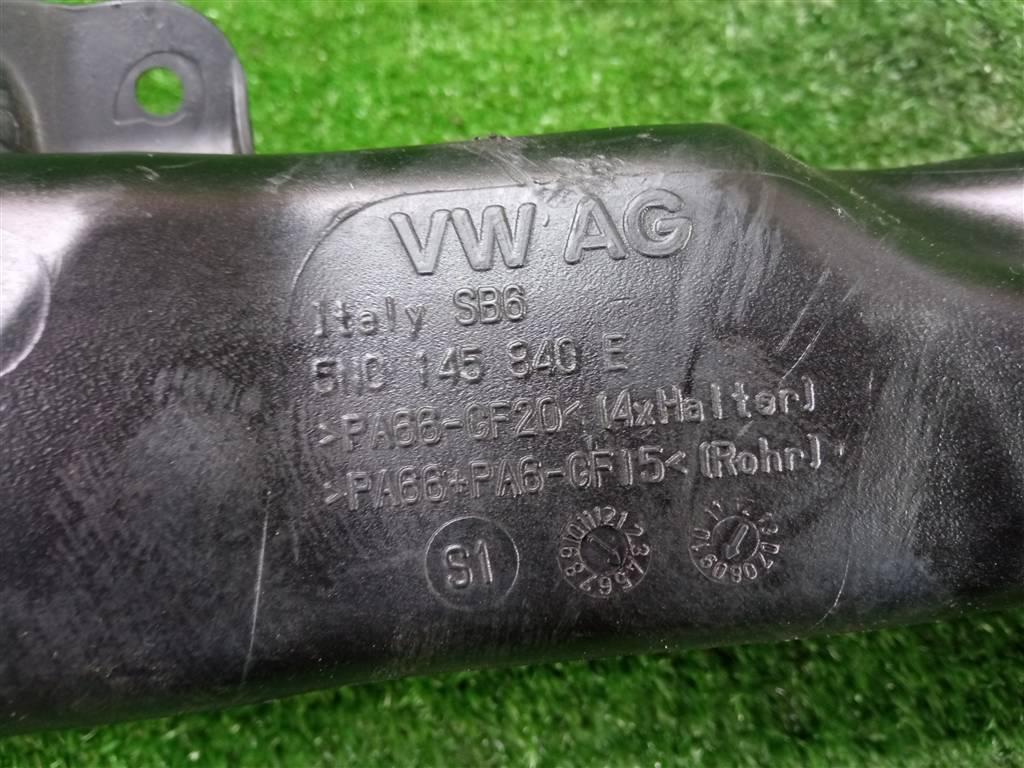 VW AG
Italy SB6
5N0 145 840 E
>PA66-GF20< (4xHalter)
>PA66+PA6-GF15< (Rohr)
S1